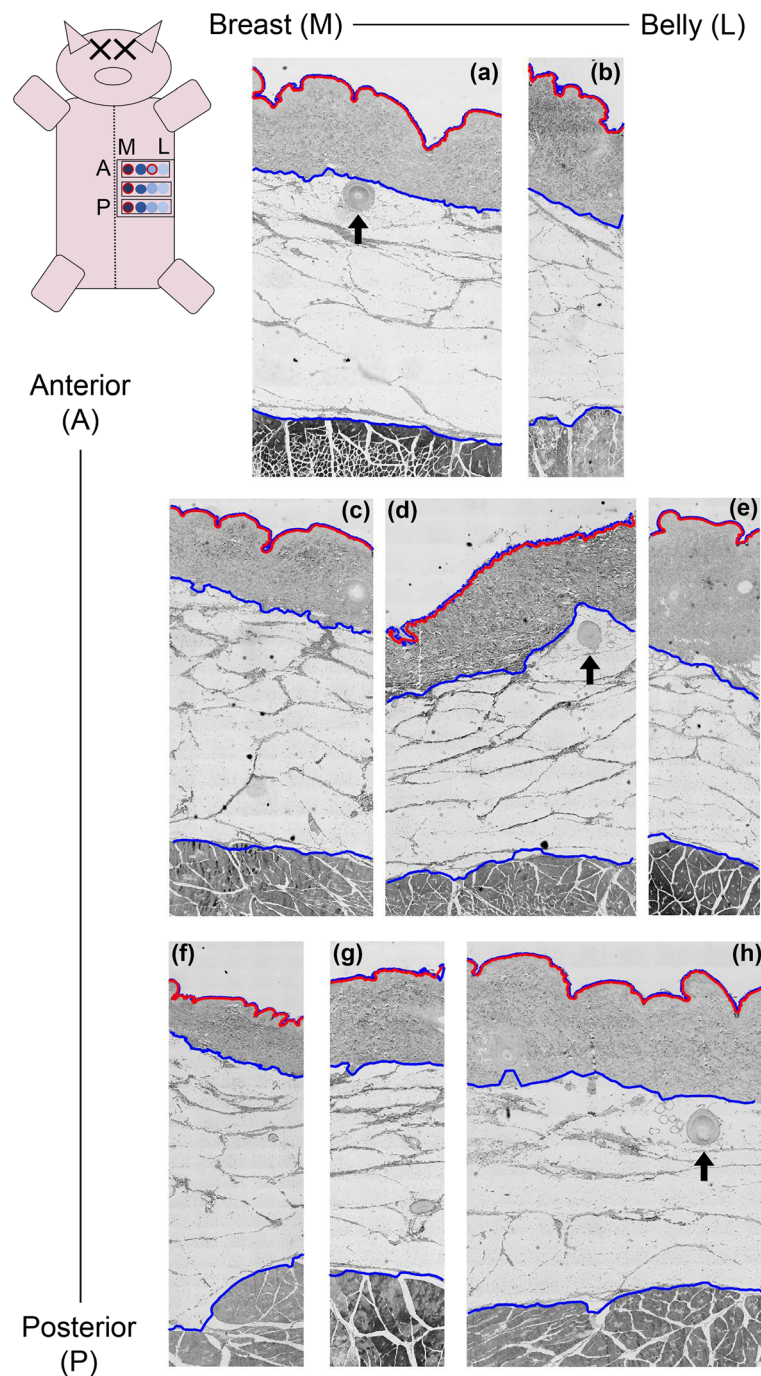 Breast (M) Belly (L)
(a) (b)
M L
A
P
Anterior
(A)
(c) (d) (e)
(f) (g) (h)
Posterior
(P)